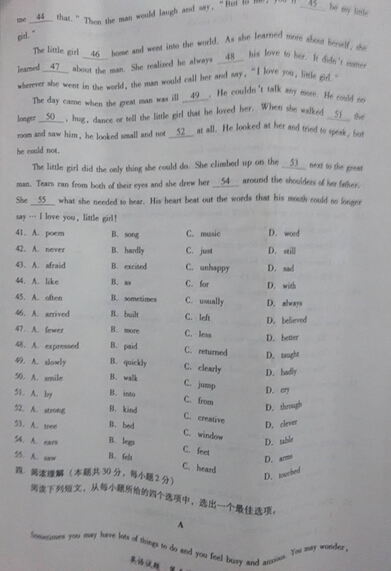 me 44 that." Then the man would laugh and say, "But to me, you'll 45 be my little
girl."
The little girl 46 home and went into the world. As she learned more about herself, she
learned 47 about the man. She realized he always 48 his love to her. It didn't matter
wherever she went in the world, the man would call her and say, "I love you, little girl."
The day came when the great man was ill 49 . He couldn't talk any more. He could no
longer 50 , hug, dance or tell the little girl that he loved her. When she walked 51 the
room and saw him, he looked small and not 52 at all. He looked at her and tried to speak, but
he could not.
The little girl did the only thing she could do. She climbed up on the 53 next to the great
man. Tears ran from both of their eyes and she drew her 54 around the shoulders of her father.
She 55 what she needed to hear. His heart beat out the words that his mouth could no longer
say … I love you, little girl!
41. A. poem B. song C. music D. word
42. A. never B. hardly C. just D. still
43. A. afraid B. excited C. unhappy D. sad
44. A. like B. as C. for D. with
45. A. often B. sometimes C. usually D. always
46. A. arrived B. built C. left D. believed
47. A. fewer B. more C. less D. better
48. A. expressed B. paid C. returned D. taught
49. A. slowly B. quickly C. clearly D. badly
50. A. smile B. walk C. jump D. cry
51. A. by B. into C. from D. through
52. A. strong B. kind C. creative D. clever
53. A. tree B. bed C. window D. table
54. A. ears B. legs C. feet D. arms
55. A. saw B. felt C. heard D. touched
四. 阅读理解（本题共30分，每小题2分）
阅读下列短文，从每小题所给的四个选项中，选出一个最佳选项。
A
Sometimes you may have lots of things to do and you feel busy and anxious. You may wonder,
英语试题